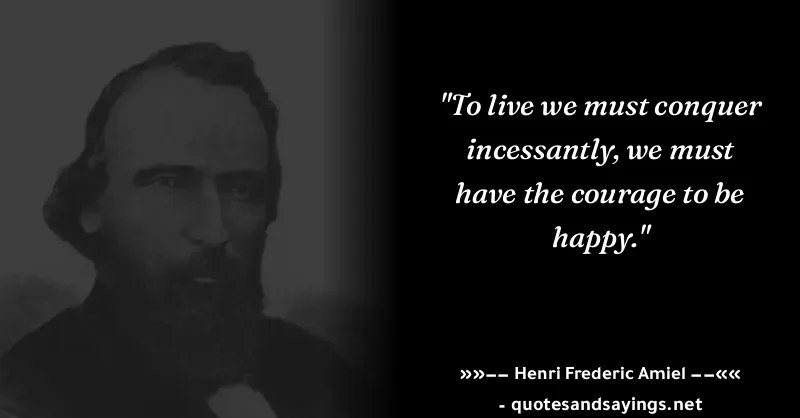 "To live we must conquer
incessantly, we must
have the courage to be
happy."
»»–– Henri Frederic Amiel ––««
- quotesandsayings.net